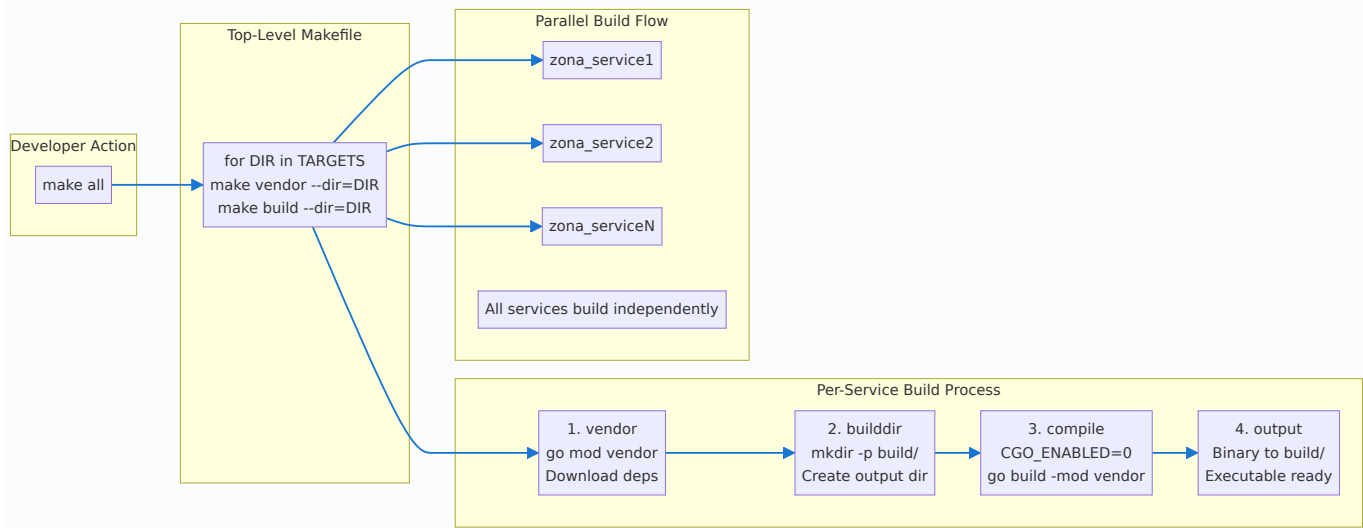 Developer Action
make all
Top-Level Makefile
for DIR in TARGETS
make vendor --dir=DIR
make build --dir=DIR
Parallel Build Flow
zona_service1
zona_service2
zona_serviceN
All services build independently
Per-Service Build Process
1. vendor
go mod vendor
Download deps
2. builddir
mkdir -p build/
Create output dir
3. compile
CGO_ENABLED=0
go build -mod vendor
4. output
Binary to build/
Executable ready